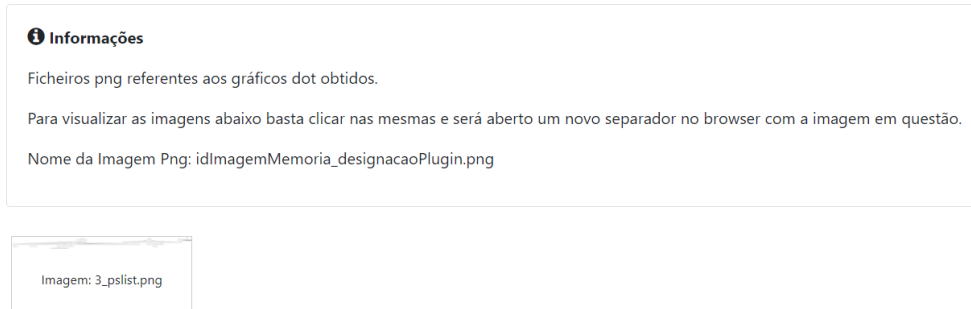 Informações
Ficheiros png referentes aos gráficos dot obtidos.
Para visualizar as imagens abaixo basta clicar nas mesmas e será aberto um novo separador no browser com a imagem em questão.
Nome da Imagem Png: idImagemMemoria_designacaoPlugin.png
Imagem: 3_pslist.png